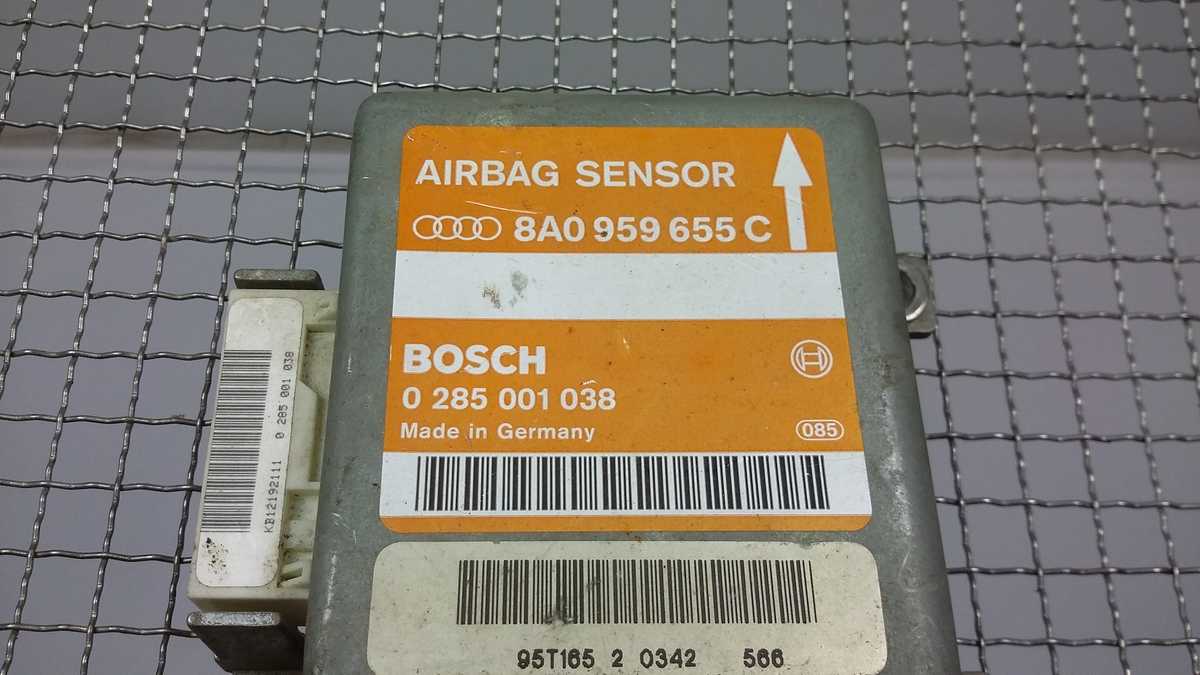 AIRBAG SENSOR
8A0 959 655 C
BOSCH
0 285 001 038
Made in Germany
085
KB12192111 0 285 001 038
95T165 2 0342 566